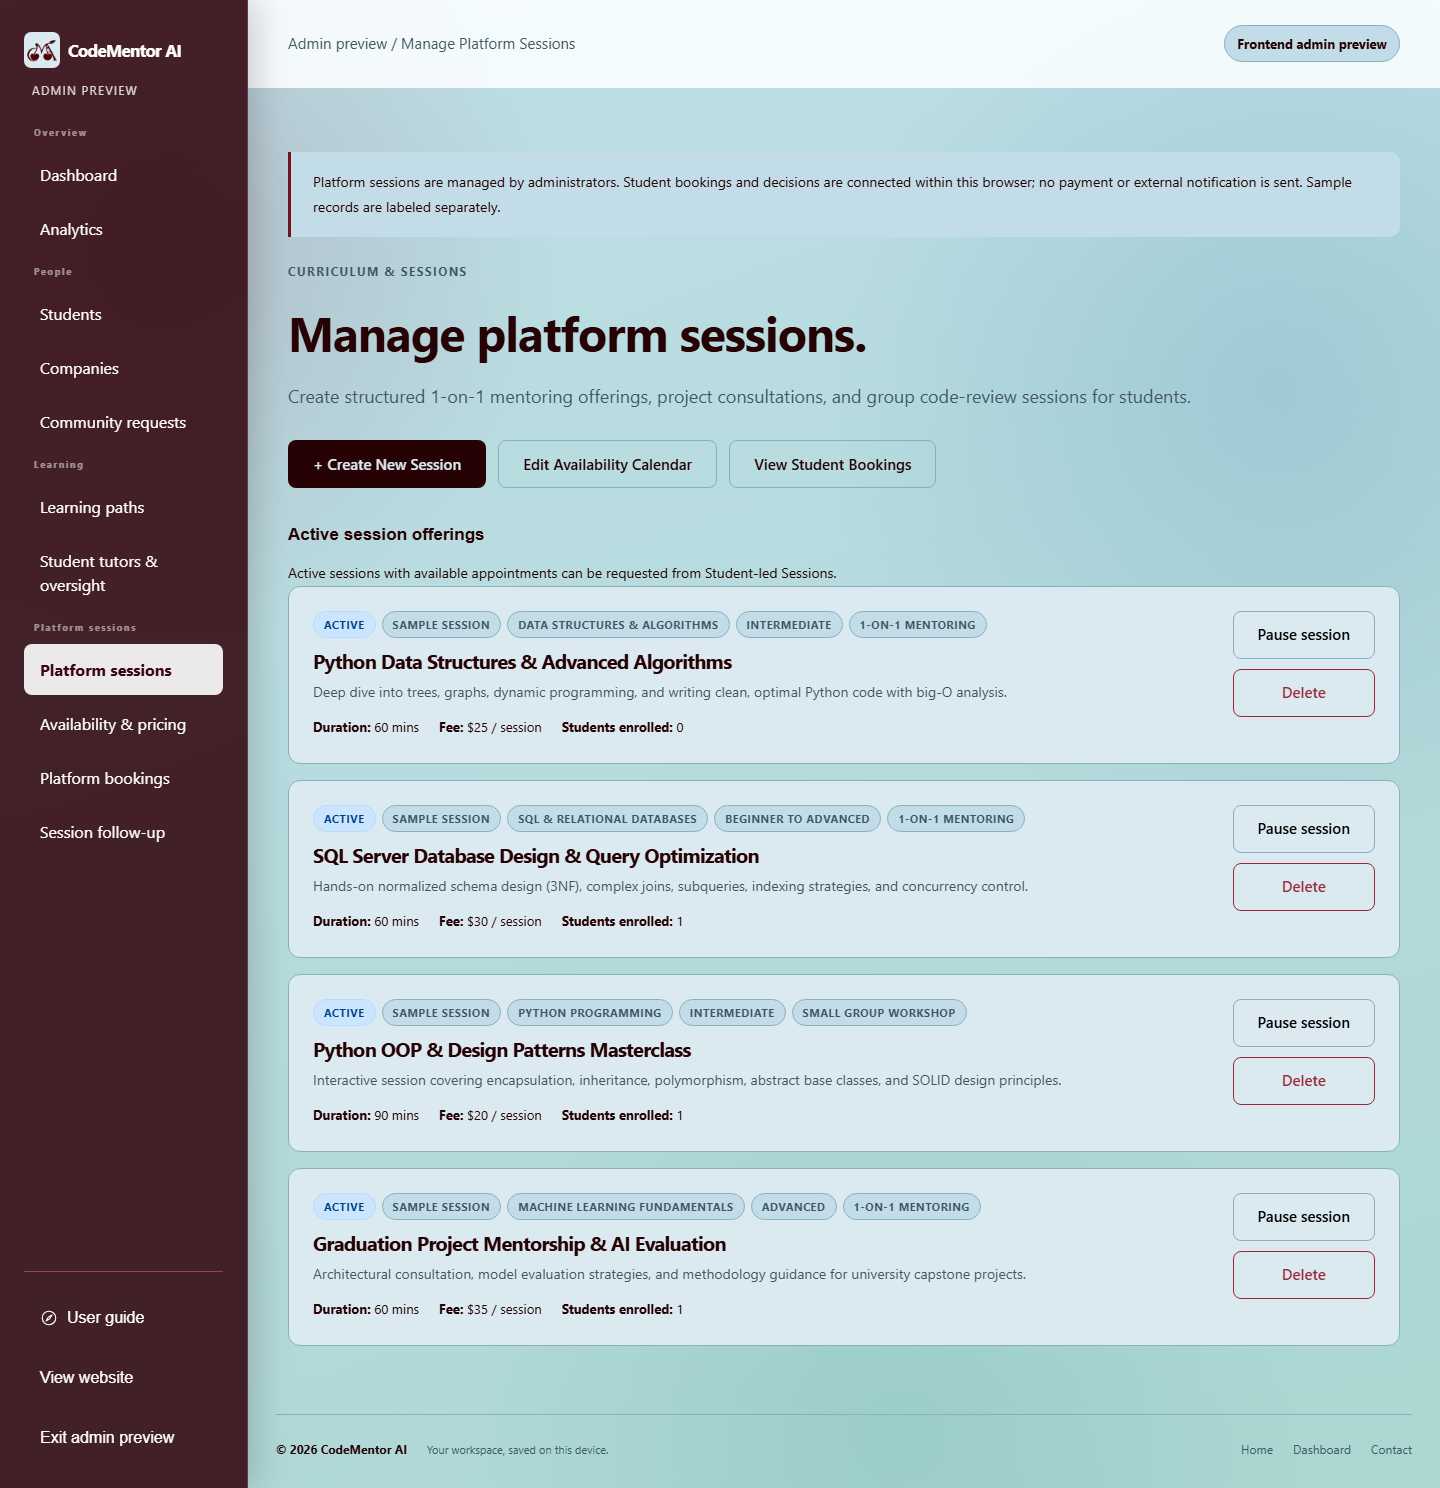 CodeMentor AI
ADMIN PREVIEW
Overview
Dashboard
Analytics
People
Students
Companies
Community requests
Learning
Learning paths
Student tutors &
oversight
Platform sessions
Platform sessions
Availability & pricing
Platform bookings
Session follow-up
User guide
View website
Exit admin preview
Admin preview / Manage Platform Sessions
Frontend admin preview
Platform sessions are managed by administrators. Student bookings and decisions are connected within this browser; no payment or external notification is sent. Sample
records are labeled separately.
CURRICULUM & SESSIONS
Manage platform sessions.
Create structured 1-on-1 mentoring offerings, project consultations, and group code-review sessions for students.
+ Create New Session
Edit Availability Calendar
View Student Bookings
Active session offerings
Active sessions with available appointments can be requested from Student-led Sessions.
ACTIVE SAMPLE SESSION DATA STRUCTURES & ALGORITHMS INTERMEDIATE 1-ON-1 MENTORING
Python Data Structures & Advanced Algorithms
Deep dive into trees, graphs, dynamic programming, and writing clean, optimal Python code with big-O analysis.
Duration: 60 mins Fee: $25 / session Students enrolled: 0
Pause session
Delete
ACTIVE SAMPLE SESSION SQL & RELATIONAL DATABASES BEGINNER TO ADVANCED 1-ON-1 MENTORING
SQL Server Database Design & Query Optimization
Hands-on normalized schema design (3NF), complex joins, subqueries, indexing strategies, and concurrency control.
Duration: 60 mins Fee: $30 / session Students enrolled: 1
Pause session
Delete
ACTIVE SAMPLE SESSION PYTHON PROGRAMMING INTERMEDIATE SMALL GROUP WORKSHOP
Python OOP & Design Patterns Masterclass
Interactive session covering encapsulation, inheritance, polymorphism, abstract base classes, and SOLID design principles.
Duration: 90 mins Fee: $20 / session Students enrolled: 1
Pause session
Delete
ACTIVE SAMPLE SESSION MACHINE LEARNING FUNDAMENTALS ADVANCED 1-ON-1 MENTORING
Graduation Project Mentorship & AI Evaluation
Architectural consultation, model evaluation strategies, and methodology guidance for university capstone projects.
Duration: 60 mins Fee: $35 / session Students enrolled: 1
Pause session
Delete
© 2026 CodeMentor AI Your workspace, saved on this device. Home Dashboard Contact